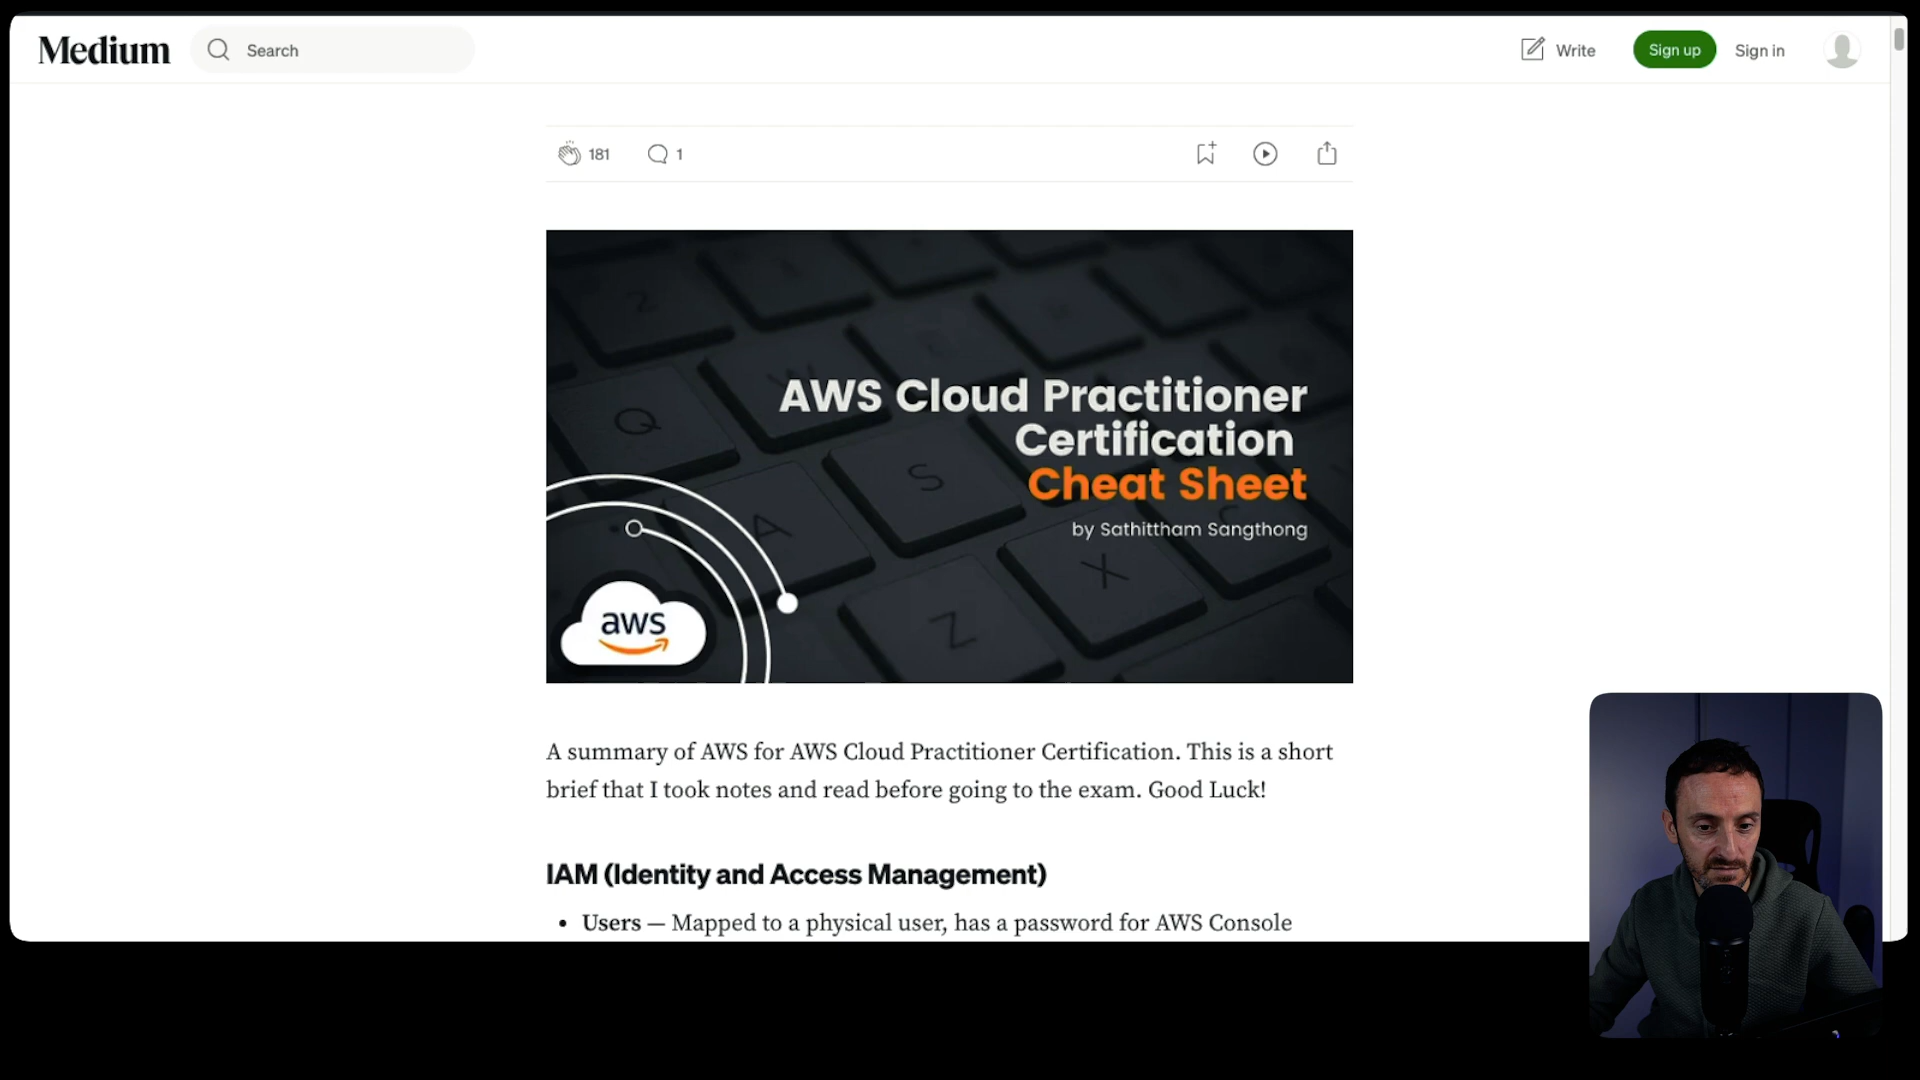 Medium
Search
Write
Sign up
Sign in
181
1
AWS Cloud Practitioner
Certification
Cheat Sheet
by Sathittham Sangthong
Q
A
S
Z
X
aws
A summary of AWS for AWS Cloud Practitioner Certification. This is a short
brief that I took notes and read before going to the exam. Good Luck!
IAM (Identity and Access Management)
• Users — Mapped to a physical user, has a password for AWS Console